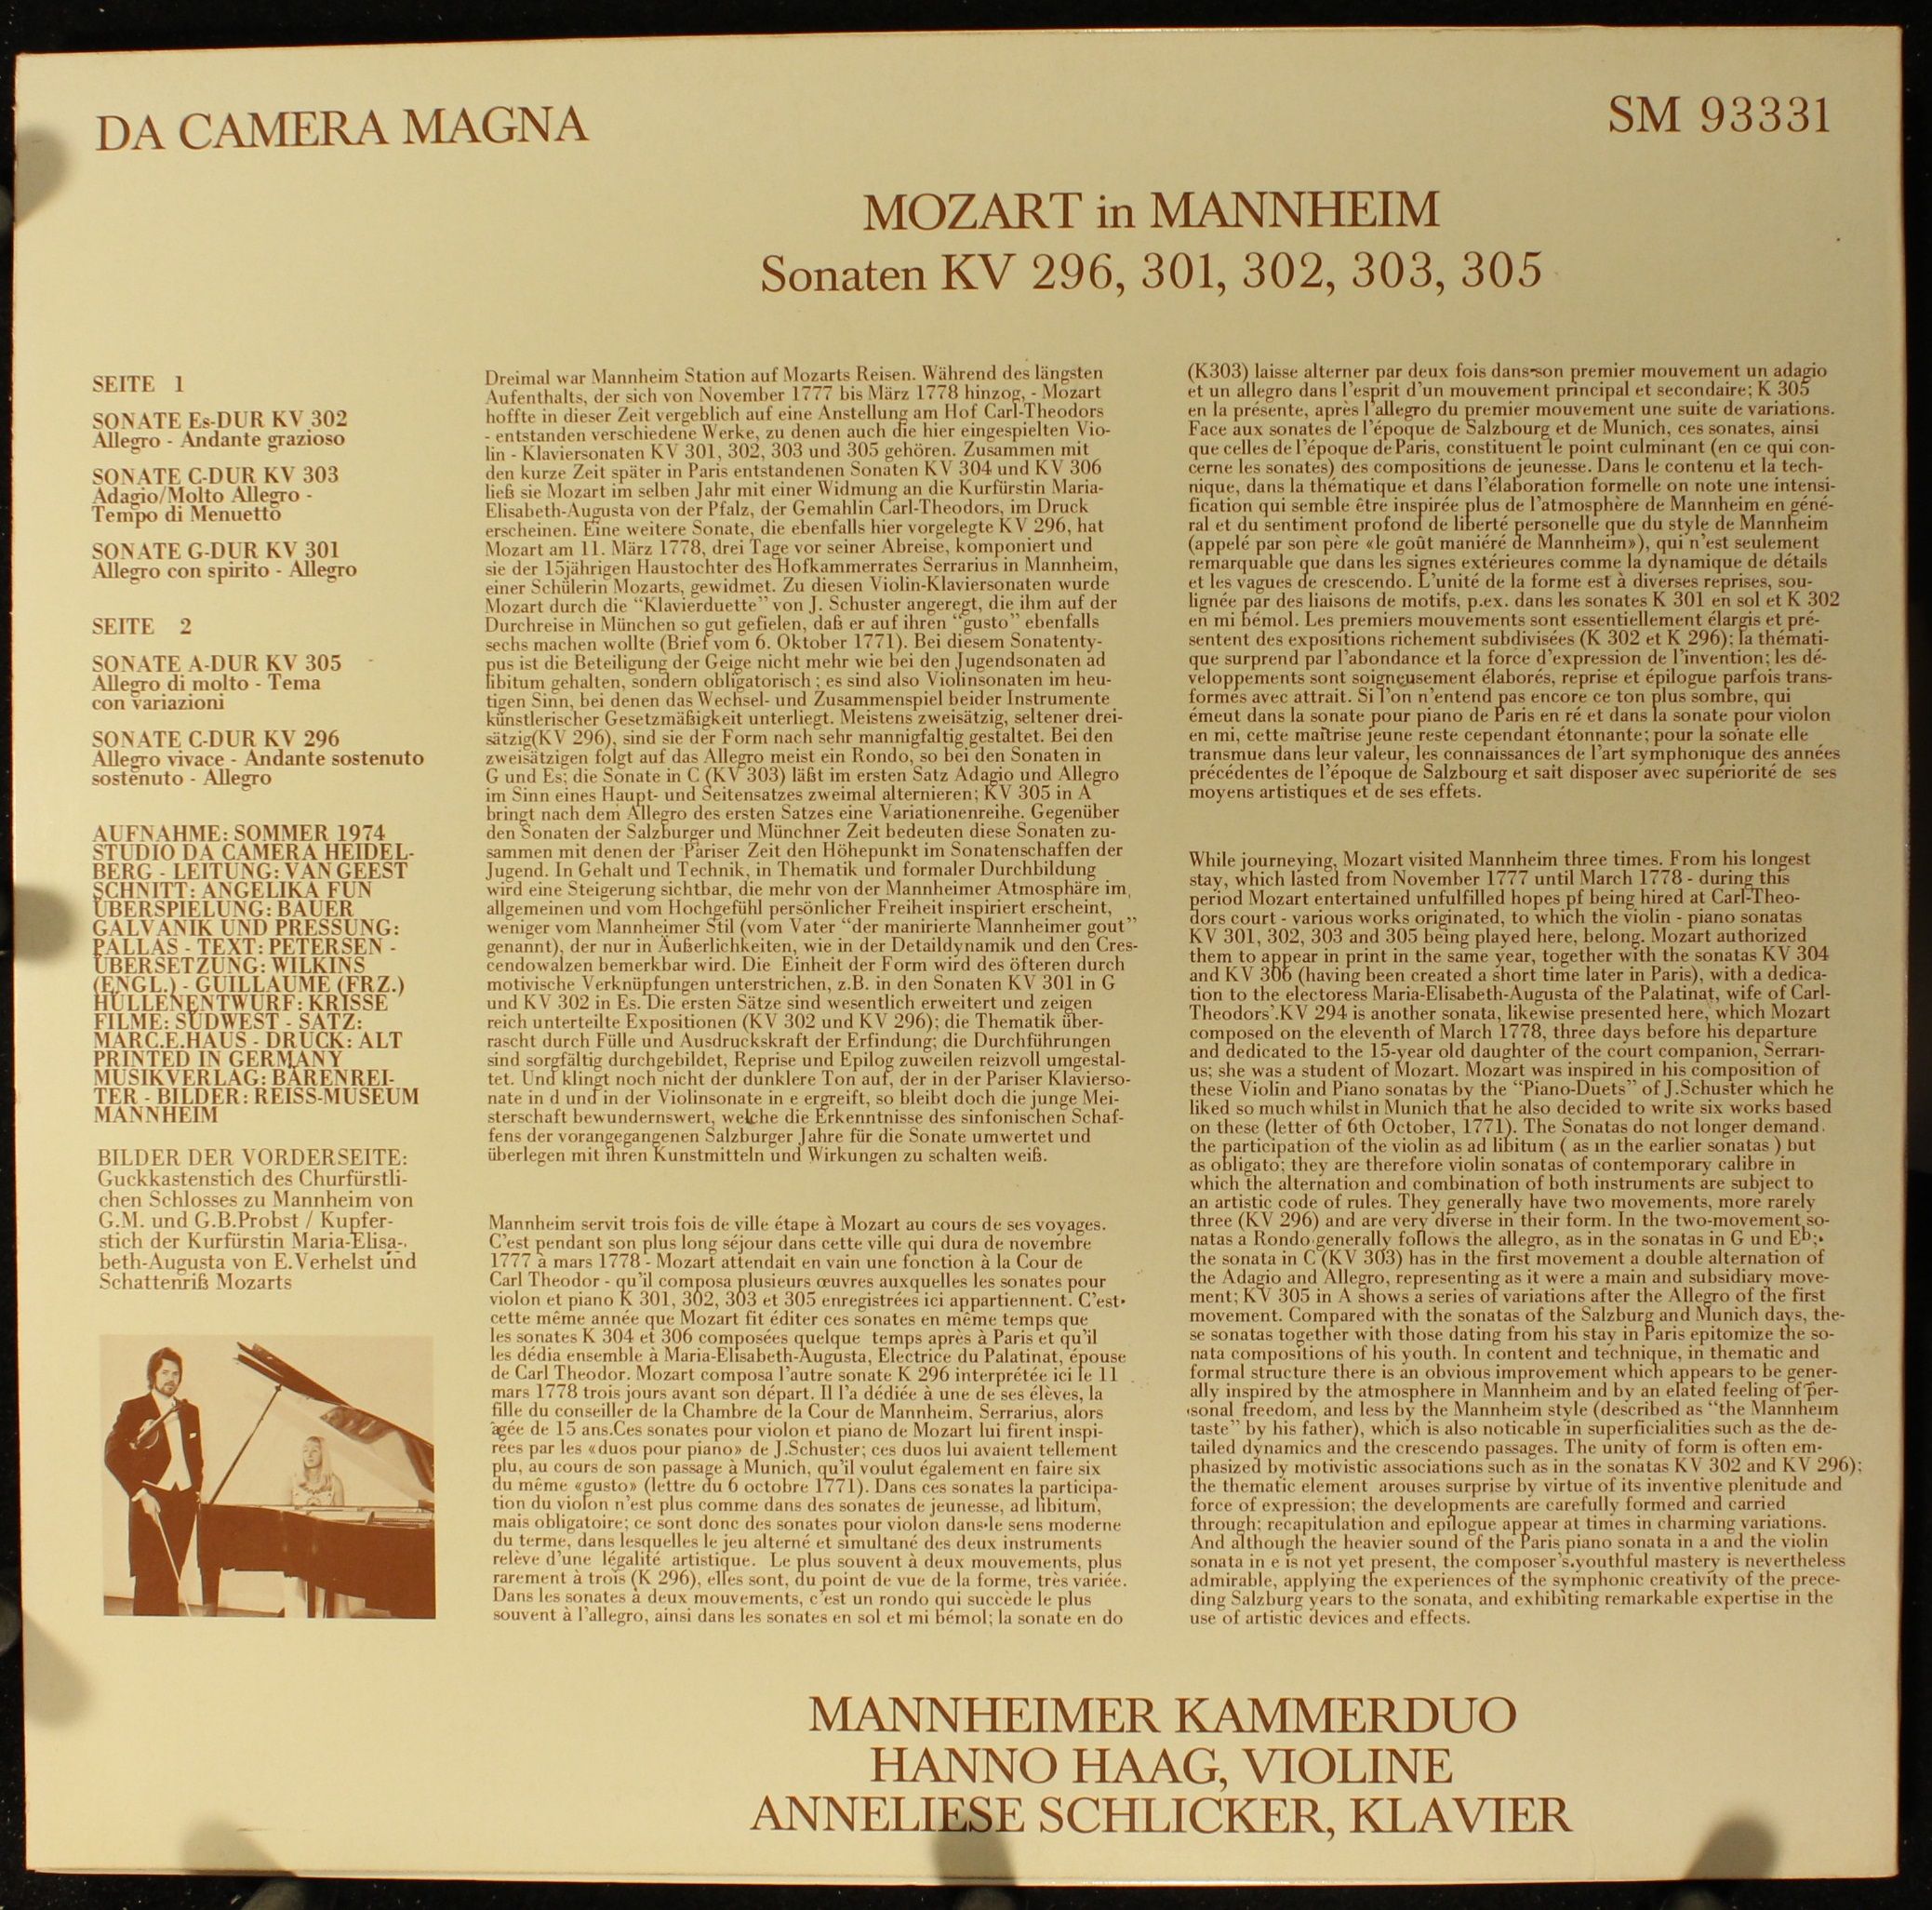 DA CAMERA MAGNA
SM 93331
MOZART in MANNHEIM
Sonaten KV 296, 301, 302, 303, 305
SEITE 1
SONATE Es-DUR KV 302
Allegro - Andante grazioso
SONATE C-DUR KV 303
Adagio/Molto Allegro -
Tempo di Menuetto
SONATE G-DUR KV 301
Allegro con spirito - Allegro
SEITE 2
SONATE A-DUR KV 305
Allegro di molto - Tema
con variazioni
SONATE C-DUR KV 296
Allegro vivace - Andante sostenuto
sostenuto - Allegro
AUFNAHME: SOMMER 1974
STUDIO DA CAMERA HEIDEL-
BERG - LEITUNG: VAN GEEST
SCHNITT: ANGELIKA FUN
ÜBERSPIELUNG: BAUER
GALVANIK UND PRESSUNG:
PALLAS - TEXT: PETERSEN -
ÜBERSETZUNG: WILKINS
(ENGL.) - GUILLAUME (FRZ.)
HÜLLENENTWURF: KRISSE
FILME: SÜDWEST - SATZ:
MARC.E.HAUS - DRUCK: ALT
PRINTED IN GERMANY
MUSIKVERLAG: BÄRENREI-
TER - BILDER: REISS-MUSEUM
MANNHEIM
BILDER DER VORDERSEITE:
Guckkastenstich des Churfürstli-
chen Schlosses zu Mannheim von
G.M. und G.B.Probst / Kupfer-
stich der Kurfürstin Maria-Elisa-
beth-Augusta von E.Verhelst und
Schattenriß Mozarts
Dreimal war Mannheim Station auf Mozarts Reisen. Während des längsten
Aufenthalts, der sich von November 1777 bis März 1778 hinzog, - Mozart
hoffte in dieser Zeit vergeblich auf eine Anstellung am Hof Carl-Theodors
- entstanden verschiedene Werke, zu denen auch die hier eingespielten Vio-
lin - Klaviersonaten KV 301, 302, 303 und 305 gehören. Zusammen mit
den kurze Zeit später in Paris entstandenen Sonaten KV 304 und KV 306
ließ sie Mozart im selben Jahr mit einer Widmung an die Kurfürstin Maria-
Elisabeth-Augusta von der Pfalz, der Gemahlin Carl-Theodors, im Druck
erscheinen. Eine weitere Sonate, die ebenfalls hier vorgelegte KV 296, hat
Mozart am 11. März 1778, drei Tage vor seiner Abreise, komponiert und
sie der 15jährigen Haustochter des Hofkammerrates Serrarius in Mannheim,
einer Schülerin Mozarts, gewidmet. Zu diesen Violin-Klaviersonaten wurde
Mozart durch die “Klavierduette” von J. Schuster angeregt, die ihm auf der
Durchreise in München so gut gefielen, daß er auf ihren “gusto” ebenfalls
sechs machen wollte (Brief vom 6. Oktober 1771). Bei diesem Sonatenty-
pus ist die Beteiligung der Geige nicht mehr wie bei den Jugendsonaten ad
libitum gehalten, sondern obligatorisch ; es sind also Violinsonaten im heu-
tigen Sinn, bei denen das Wechsel- und Zusammenspiel beider Instrumente
künstlerischer Gesetzmäßigkeit unterliegt. Meistens zweisätzig, seltener drei-
sätzig(KV 296), sind sie der Form nach sehr mannigfaltig gestaltet. Bei den
zweisätzigen folgt auf das Allegro meist ein Rondo, so bei den Sonaten in
G und Es; die Sonate in C (KV 303) läßt im ersten Satz Adagio und Allegro
im Sinn eines Haupt- und Seitensatzes zweimal alternieren; KV 305 in A
bringt nach dem Allegro des ersten Satzes eine Variationenreihe. Gegenüber
den Sonaten der Salzburger und Münchner Zeit bedeuten diese Sonaten zu-
sammen mit denen der Pariser Zeit den Höhepunkt im Sonatenschaffen der
Jugend. In Gehalt und Technik, in Thematik und formaler Durchbildung
wird eine Steigerung sichtbar, die mehr von der Mannheimer Atmosphäre im
allgemeinen und vom Hochgefühl persönlicher Freiheit inspiriert erscheint,
weniger vom Mannheimer Stil (vom Vater “der manirierte Mannheimer gout”
genannt), der nur in Äußerlichkeiten, wie in der Detaildynamik und den Cres-
cendowalzen bemerkbar wird. Die Einheit der Form wird des öfteren durch
motivische Verknüpfungen unterstrichen, z.B. in den Sonaten KV 301 in G
und KV 302 in Es. Die ersten Sätze sind wesentlich erweitert und zeigen
reich unterteilte Expositionen (KV 302 und KV 296); die Thematik über-
rascht durch Fülle und Ausdruckskraft der Erfindung; die Durchführungen
sind sorgfältig durchgebildet, Reprise und Epilog zuweilen reizvoll umgestal-
tet. Und klingt noch nicht der dunklere Ton auf, der in der Pariser Klavierso-
nate in d und in der Violinsonate in e ergreift, so bleibt doch die junge Mei-
sterschaft bewundernswert, welche die Erkenntnisse des sinfonischen Schaf-
fens der vorangegangenen Salzburger Jahre für die Sonate umwertet und
überlegen mit ihren Kunstmitteln und Wirkungen zu schalten weiß.
Mannheim servit trois fois de ville étape à Mozart au cours de ses voyages.
C'est pendant son plus long séjour dans cette ville qui dura de novembre
1777 à mars 1778 - Mozart attendait en vain une fonction à la Cour de
Carl Theodor - qu'il composa plusieurs œuvres auxquelles les sonates pour
violon et piano K 301, 302, 303 et 305 enregistrées ici appartiennent. C'est
cette même année que Mozart fit éditer ces sonates en même temps que
les sonates K 304 et 306 composées quelque temps après à Paris et qu'il
les dédia ensemble à Maria-Elisabeth-Augusta, Electrice du Palatinat, épouse
de Carl Theodor. Mozart composa l'autre sonate K 296 interprétée ici le 11
mars 1778 trois jours avant son départ. Il l'a dédiée à une de ses élèves, la
fille du conseiller de la Chambre de la Cour de Mannheim, Serrarius, alors
âgée de 15 ans.Ces sonates pour violon et piano de Mozart lui firent inspi-
rées par les «duos pour piano» de J.Schuster; ces duos lui avaient tellement
plu, au cours de son passage à Munich, qu'il voulut également en faire six
du même «gusto» (lettre du 6 octobre 1771). Dans ces sonates la participa-
tion du violon n'est plus comme dans des sonates de jeunesse, ad libitum,
mais obligatoire; ce sont donc des sonates pour violon dans le sens moderne
du terme, dans lesquelles le jeu alterné et simultané des deux instruments
relève d'une légalité artistique. Le plus souvent à deux mouvements, plus
rarement à trois (K 296), elles sont, du point de vue de la forme, très variée.
Dans les sonates à deux mouvements, c'est un rondo qui succède le plus
souvent à l'allegro, ainsi dans les sonates en sol et mi bémol; la sonate en do
(K303) laisse alterner par deux fois dans son premier mouvement un adagio
et un allegro dans l'esprit d'un mouvement principal et secondaire; K 305
en la présente, après l'allegro du premier mouvement une suite de variations.
Face aux sonates de l'époque de Salzbourg et de Munich, ces sonates, ainsi
que celles de l'époque de Paris, constituent le point culminant (en ce qui con-
cerne les sonates) des compositions de jeunesse. Dans le contenu et la tech-
nique, dans la thématique et dans l'élaboration formelle on note une intensi-
fication qui semble être inspirée plus de l'atmosphère de Mannheim en géné-
ral et du sentiment profond de liberté personelle que du style de Mannheim
(appelé par son père «le goût maniéré de Mannheim»), qui n'est seulement
remarquable que dans les signes extérieures comme la dynamique de détails
et les vagues de crescendo. L'unité de la forme est à diverses reprises, sou-
lignée par des liaisons de motifs, p.ex. dans les sonates K 301 en sol et K 302
en mi bémol. Les premiers mouvements sont essentiellement élargis et pré-
sentent des expositions richement subdivisées (K 302 et K 296); la thémati-
que surprend par l'abondance et la force d'expression de l'invention; les dé-
veloppements sont soigneusement élaborés, reprise et épilogue parfois trans-
formés avec attrait. Si l'on n'entend pas encore ce ton plus sombre, qui
émeut dans la sonate pour piano de Paris en ré et dans la sonate pour violon
en mi, cette maîtrise jeune reste cependant étonnante; pour la sonate elle
transmue dans leur valeur, les connaissances de l'art symphonique des années
précédentes de l'époque de Salzbourg et sait disposer avec supériorité de ses
moyens artistiques et de ses effets.
While journeying, Mozart visited Mannheim three times. From his longest
stay, which lasted from November 1777 until March 1778 - during this
period Mozart entertained unfulfilled hopes pf being hired at Carl-Theo-
dors court - various works originated, to which the violin - piano sonatas
KV 301, 302, 303 and 305 being played here, belong. Mozart authorized
them to appear in print in the same year, together with the sonatas KV 304
and KV 306 (having been created a short time later in Paris), with a dedica-
tion to the electoress Maria-Elisabeth-Augusta of the Palatinat, wife of Carl-
Theodors'.KV 294 is another sonata, likewise presented here, which Mozart
composed on the eleventh of March 1778, three days before his departure
and dedicated to the 15-year old daughter of the court companion, Serrari-
us; she was a student of Mozart. Mozart was inspired in his composition of
these Violin and Piano sonatas by the “Piano-Duets” of J.Schuster which he
liked so much whilst in Munich that he also decided to write six works based
on these (letter of 6th October, 1771). The Sonatas do not longer demand
the participation of the violin as ad libitum ( as in the earlier sonatas ) but
as obligato; they are therefore violin sonatas of contemporary calibre in
which the alternation and combination of both instruments are subject to
an artistic code of rules. They generally have two movements, more rarely
three (KV 296) and are very diverse in their form. In the two-movement so-
natas a Rondo generally follows the allegro, as in the sonatas in G und Eb;
the sonata in C (KV 303) has in the first movement a double alternation of
the Adagio and Allegro, representing as it were a main and subsidiary move-
ment; KV 305 in A shows a series of variations after the Allegro of the first
movement. Compared with the sonatas of the Salzburg and Munich days, the-
se sonatas together with those dating from his stay in Paris epitomize the so-
nata compositions of his youth. In content and technique, in thematic and
formal structure there is an obvious improvement which appears to be gener-
ally inspired by the atmosphere in Mannheim and by an elated feeling of per-
sonal freedom, and less by the Mannheim style (described as “the Mannheim
taste” by his father), which is also noticable in superficialities such as the de-
tailed dynamics and the crescendo passages. The unity of form is often em-
phasized by motivistic associations such as in the sonatas KV 302 and KV 296);
the thematic element arouses surprise by virtue of its inventive plenitude and
force of expression; the developments are carefully formed and carried
through; recapitulation and epilogue appear at times in charming variations.
And although the heavier sound of the Paris piano sonata in a and the violin
sonata in e is not yet present, the composer's youthful mastery is nevertheless
admirable, applying the experiences of the symphonic creativity of the prece-
ding Salzburg years to the sonata, and exhibiting remarkable expertise in the
use of artistic devices and effects.
MANNHEIMER KAMMERDUO
HANNO HAAG, VIOLINE
ANNELIESE SCHLICKER, KLAVIER